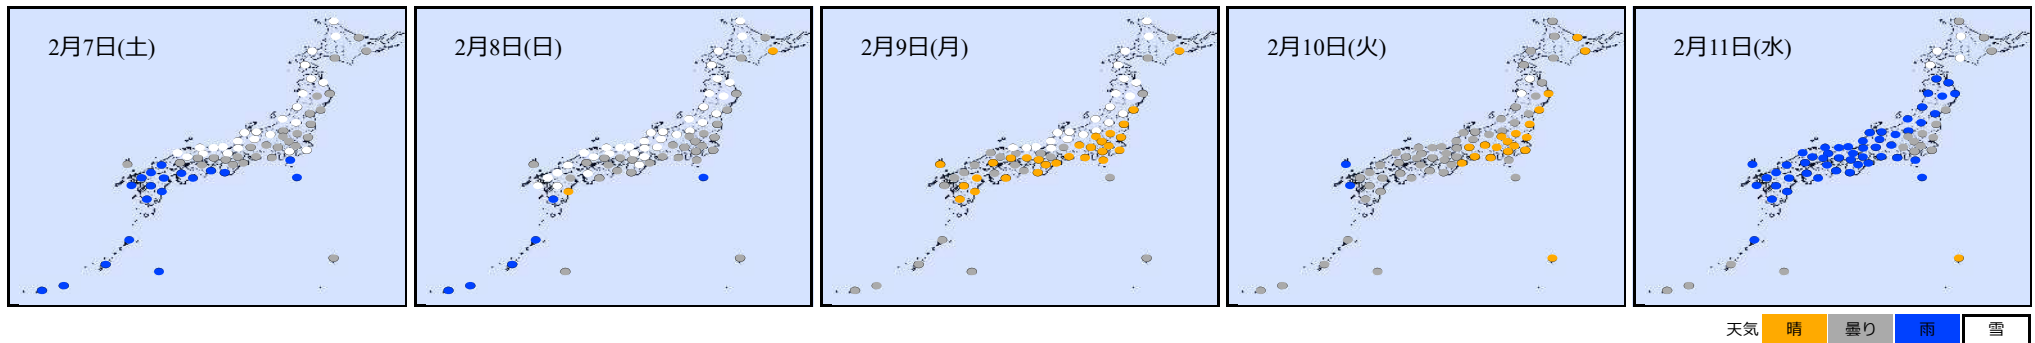 2月7日(土)
2月8日(日)
2月9日(月)
2月10日(火)
2月11日(水)
天気 晴 曇り 雨 雪